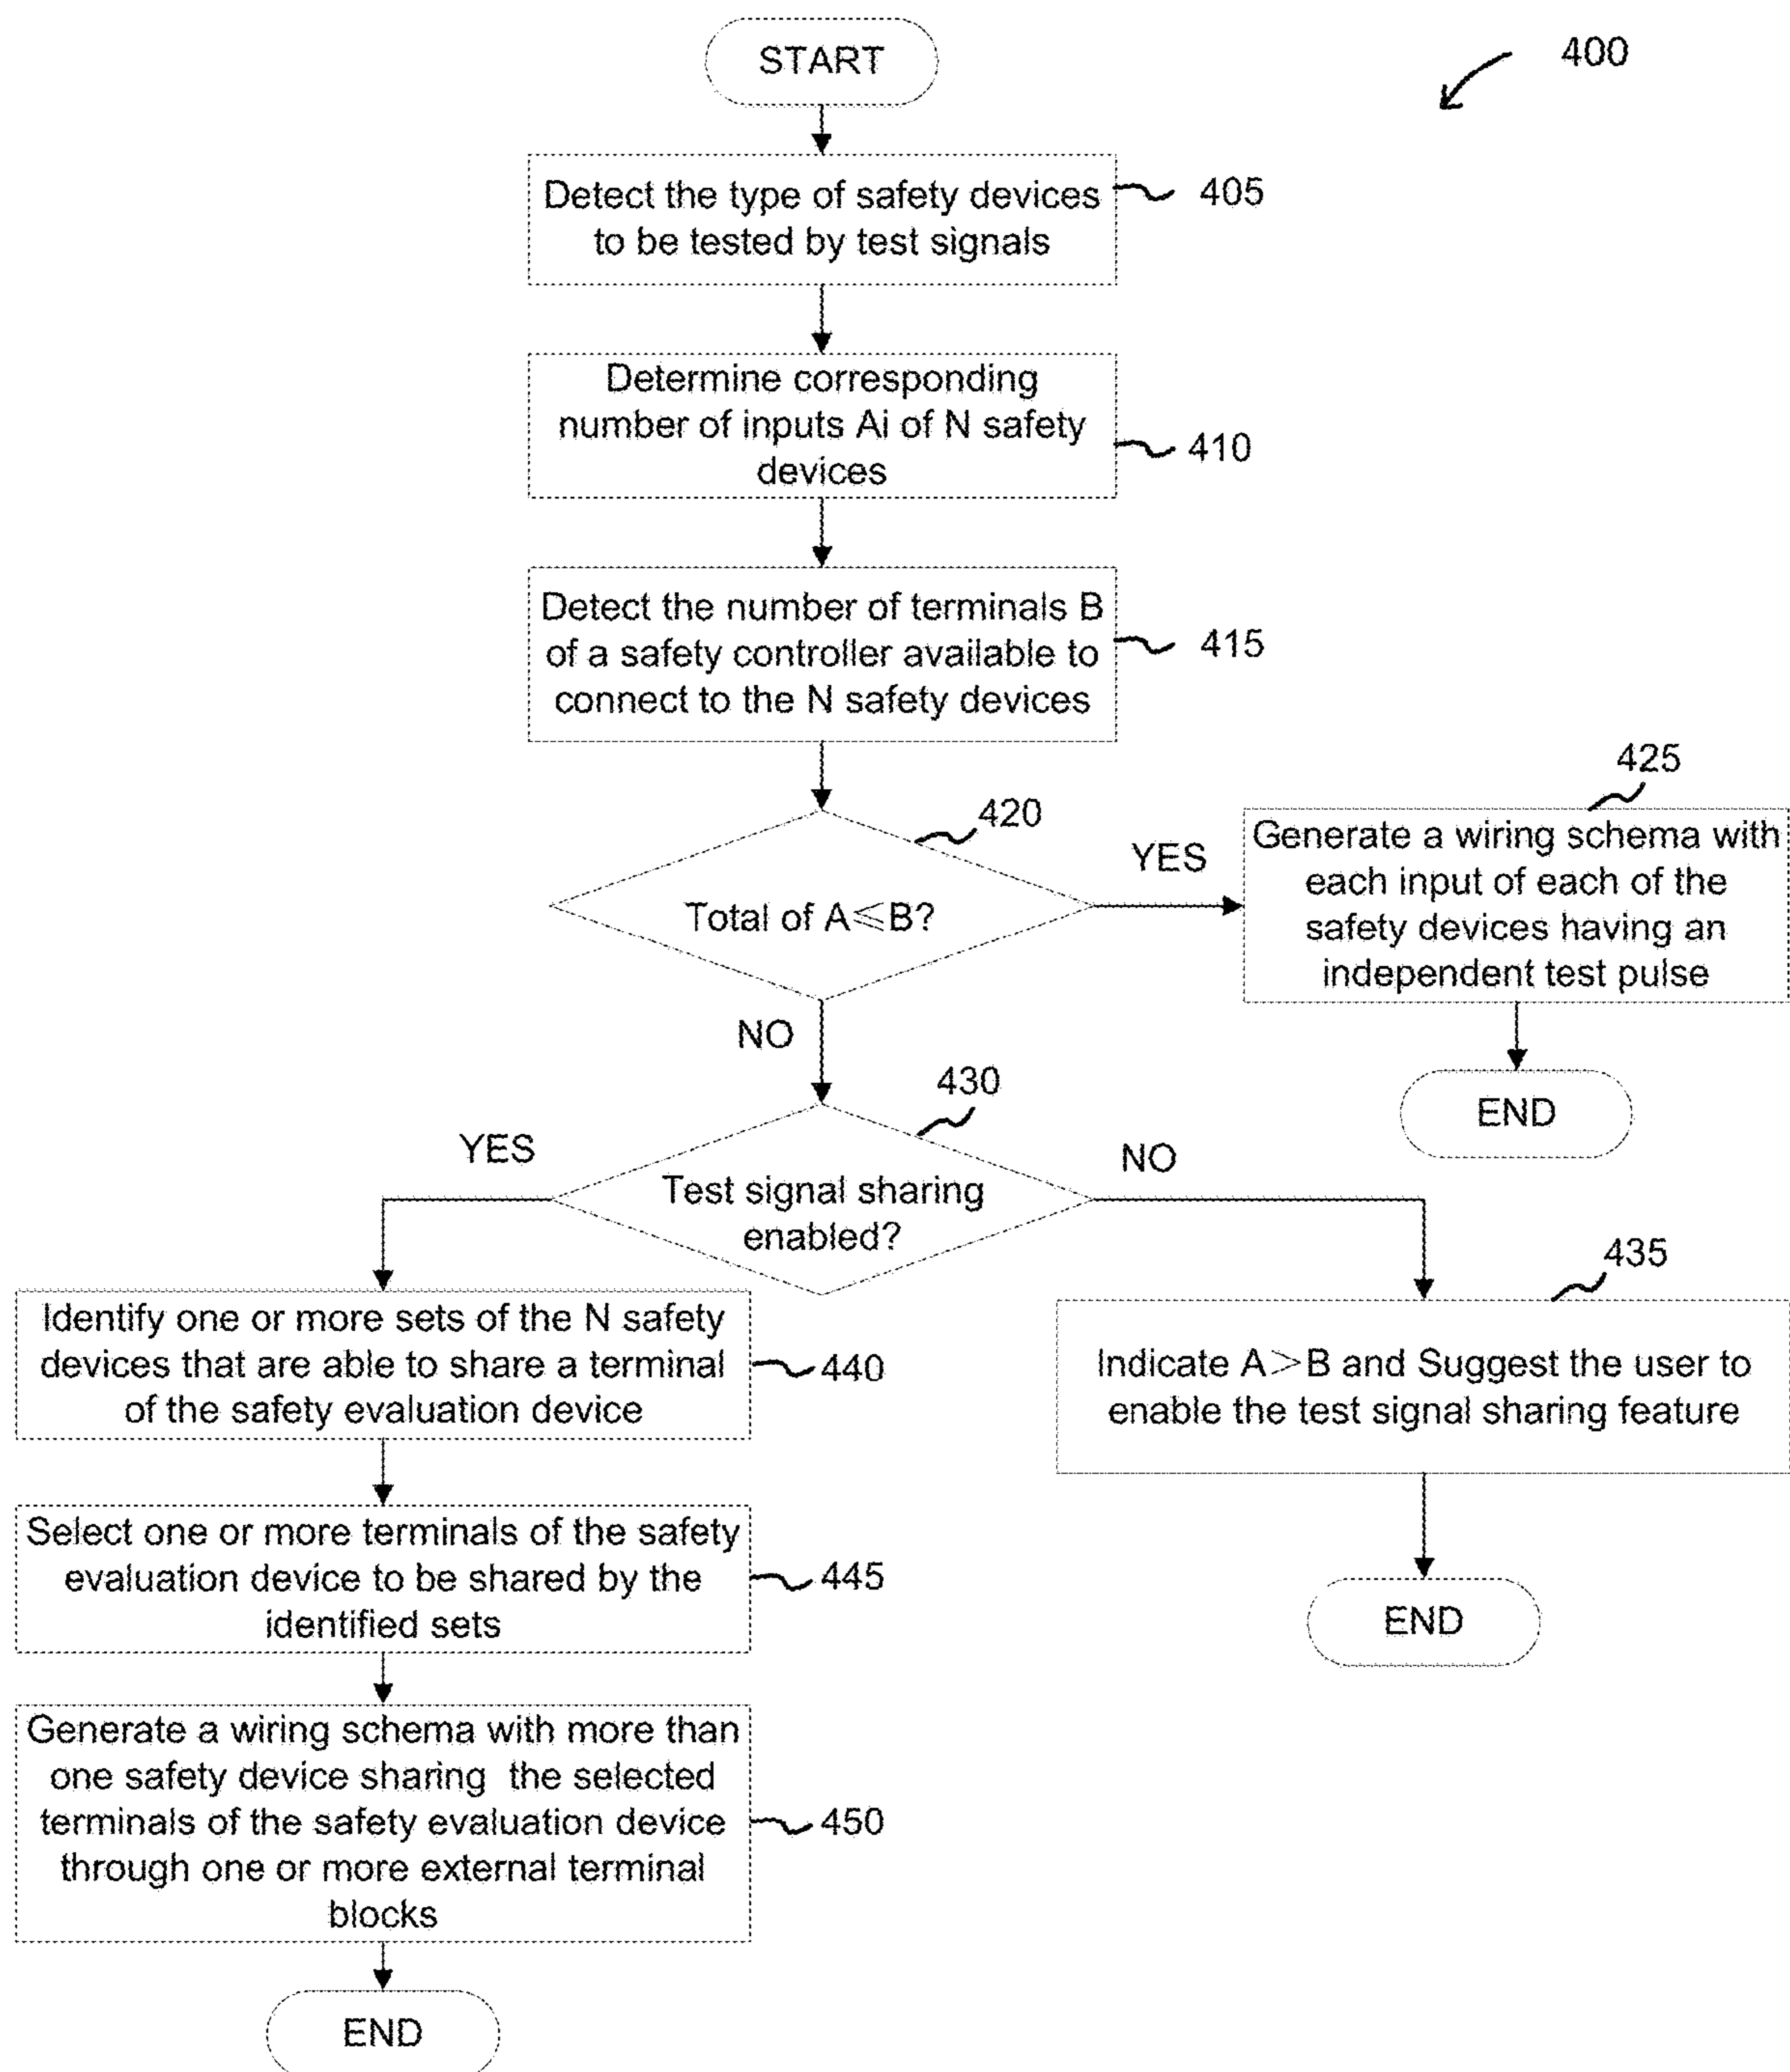 START
400
Detect the type of safety devices
to be tested by test signals
405
Determine corresponding
number of inputs Ai of N safety
devices
410
Detect the number of terminals B
of a safety controller available to
connect to the N safety devices
415
420
Total of A⩽B?
YES
425
Generate a wiring schema with
each input of each of the
safety devices having an
independent test pulse
END
NO
430
Test signal sharing
enabled?
YES
NO
435
Indicate A>B and Suggest the user to
enable the test signal sharing feature
END
Identify one or more sets of the N safety
devices that are able to share a terminal
of the safety evaluation device
440
Select one or more terminals of the safety
evaluation device to be shared by the
identified sets
445
Generate a wiring schema with more than
one safety device sharing the selected
terminals of the safety evaluation device
through one or more external terminal
blocks
450
END